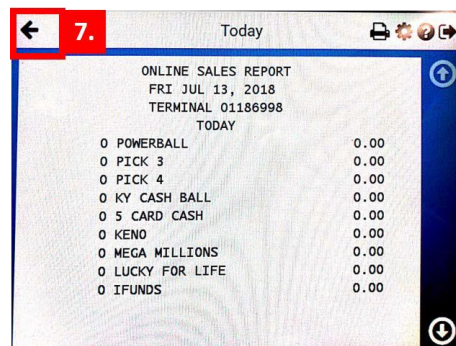 7.
Today
ONLINE SALES REPORT
FRI JUL 13, 2018
TERMINAL 01186998
TODAY
0 POWERBALL 0.00
0 PICK 3 0.00
0 PICK 4 0.00
0 KY CASH BALL 0.00
0 5 CARD CASH 0.00
0 KENO 0.00
0 MEGA MILLIONS 0.00
0 LUCKY FOR LIFE 0.00
0 IFUNDS 0.00